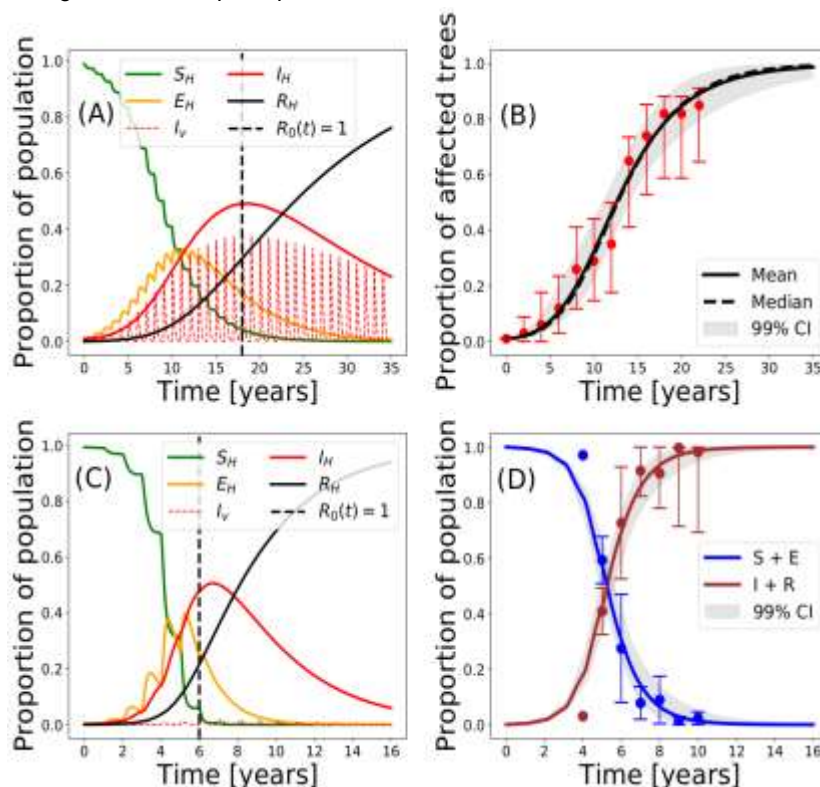 (A)
S_H
I_H
E_H
R_H
I_v
R_0(t) = 1
Proportion of population
1.0
0.8
0.6
0.4
0.2
0.0
0 5 10 15 20 25 30 35
Time [years]
(B)
Mean
Median
99% CI
Proportion of affected trees
1.0
0.8
0.6
0.4
0.2
0.0
0 5 10 15 20 25 30 35
Time [years]
(C)
S_H
I_H
E_H
R_H
I_v
R_0(t) = 1
Proportion of population
1.0
0.8
0.6
0.4
0.2
0.0
0 2 4 6 8 10 12 14 16
Time [years]
(D)
S + E
I + R
99% CI
Proportion of population
1.0
0.8
0.6
0.4
0.2
0.0
0 2 4 6 8 10 12 14 16
Time [years]